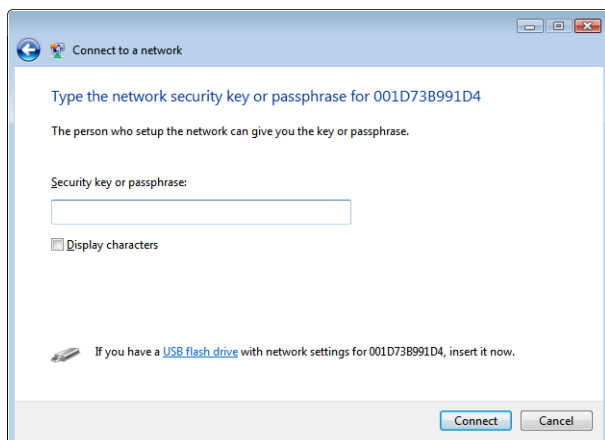 Connect to a network
Type the network security key or passphrase for 001D73B991D4
The person who setup the network can give you the key or passphrase.
Security key or passphrase:
Display characters
If you have a USB flash drive with network settings for 001D73B991D4, insert it now.
Connect Cancel